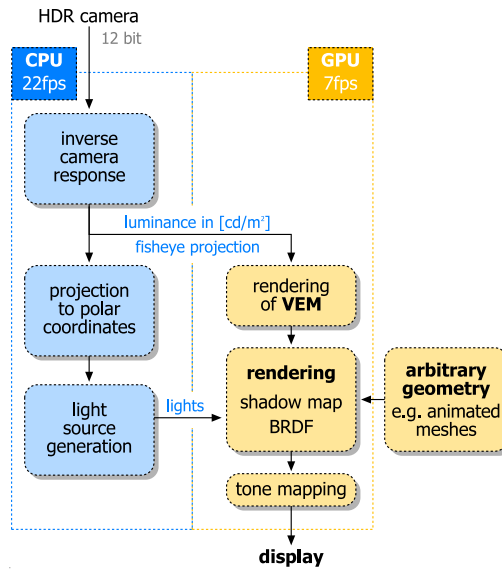 HDR camera
12 bit
CPU
22fps
GPU
7fps
inverse
camera
response
luminance in [cd/m²]
fisheye projection
projection
to polar
coordinates
rendering
of VEM
light
source
generation
lights
rendering
shadow map
BRDF
arbitrary
geometry
e.g. animated
meshes
tone mapping
display